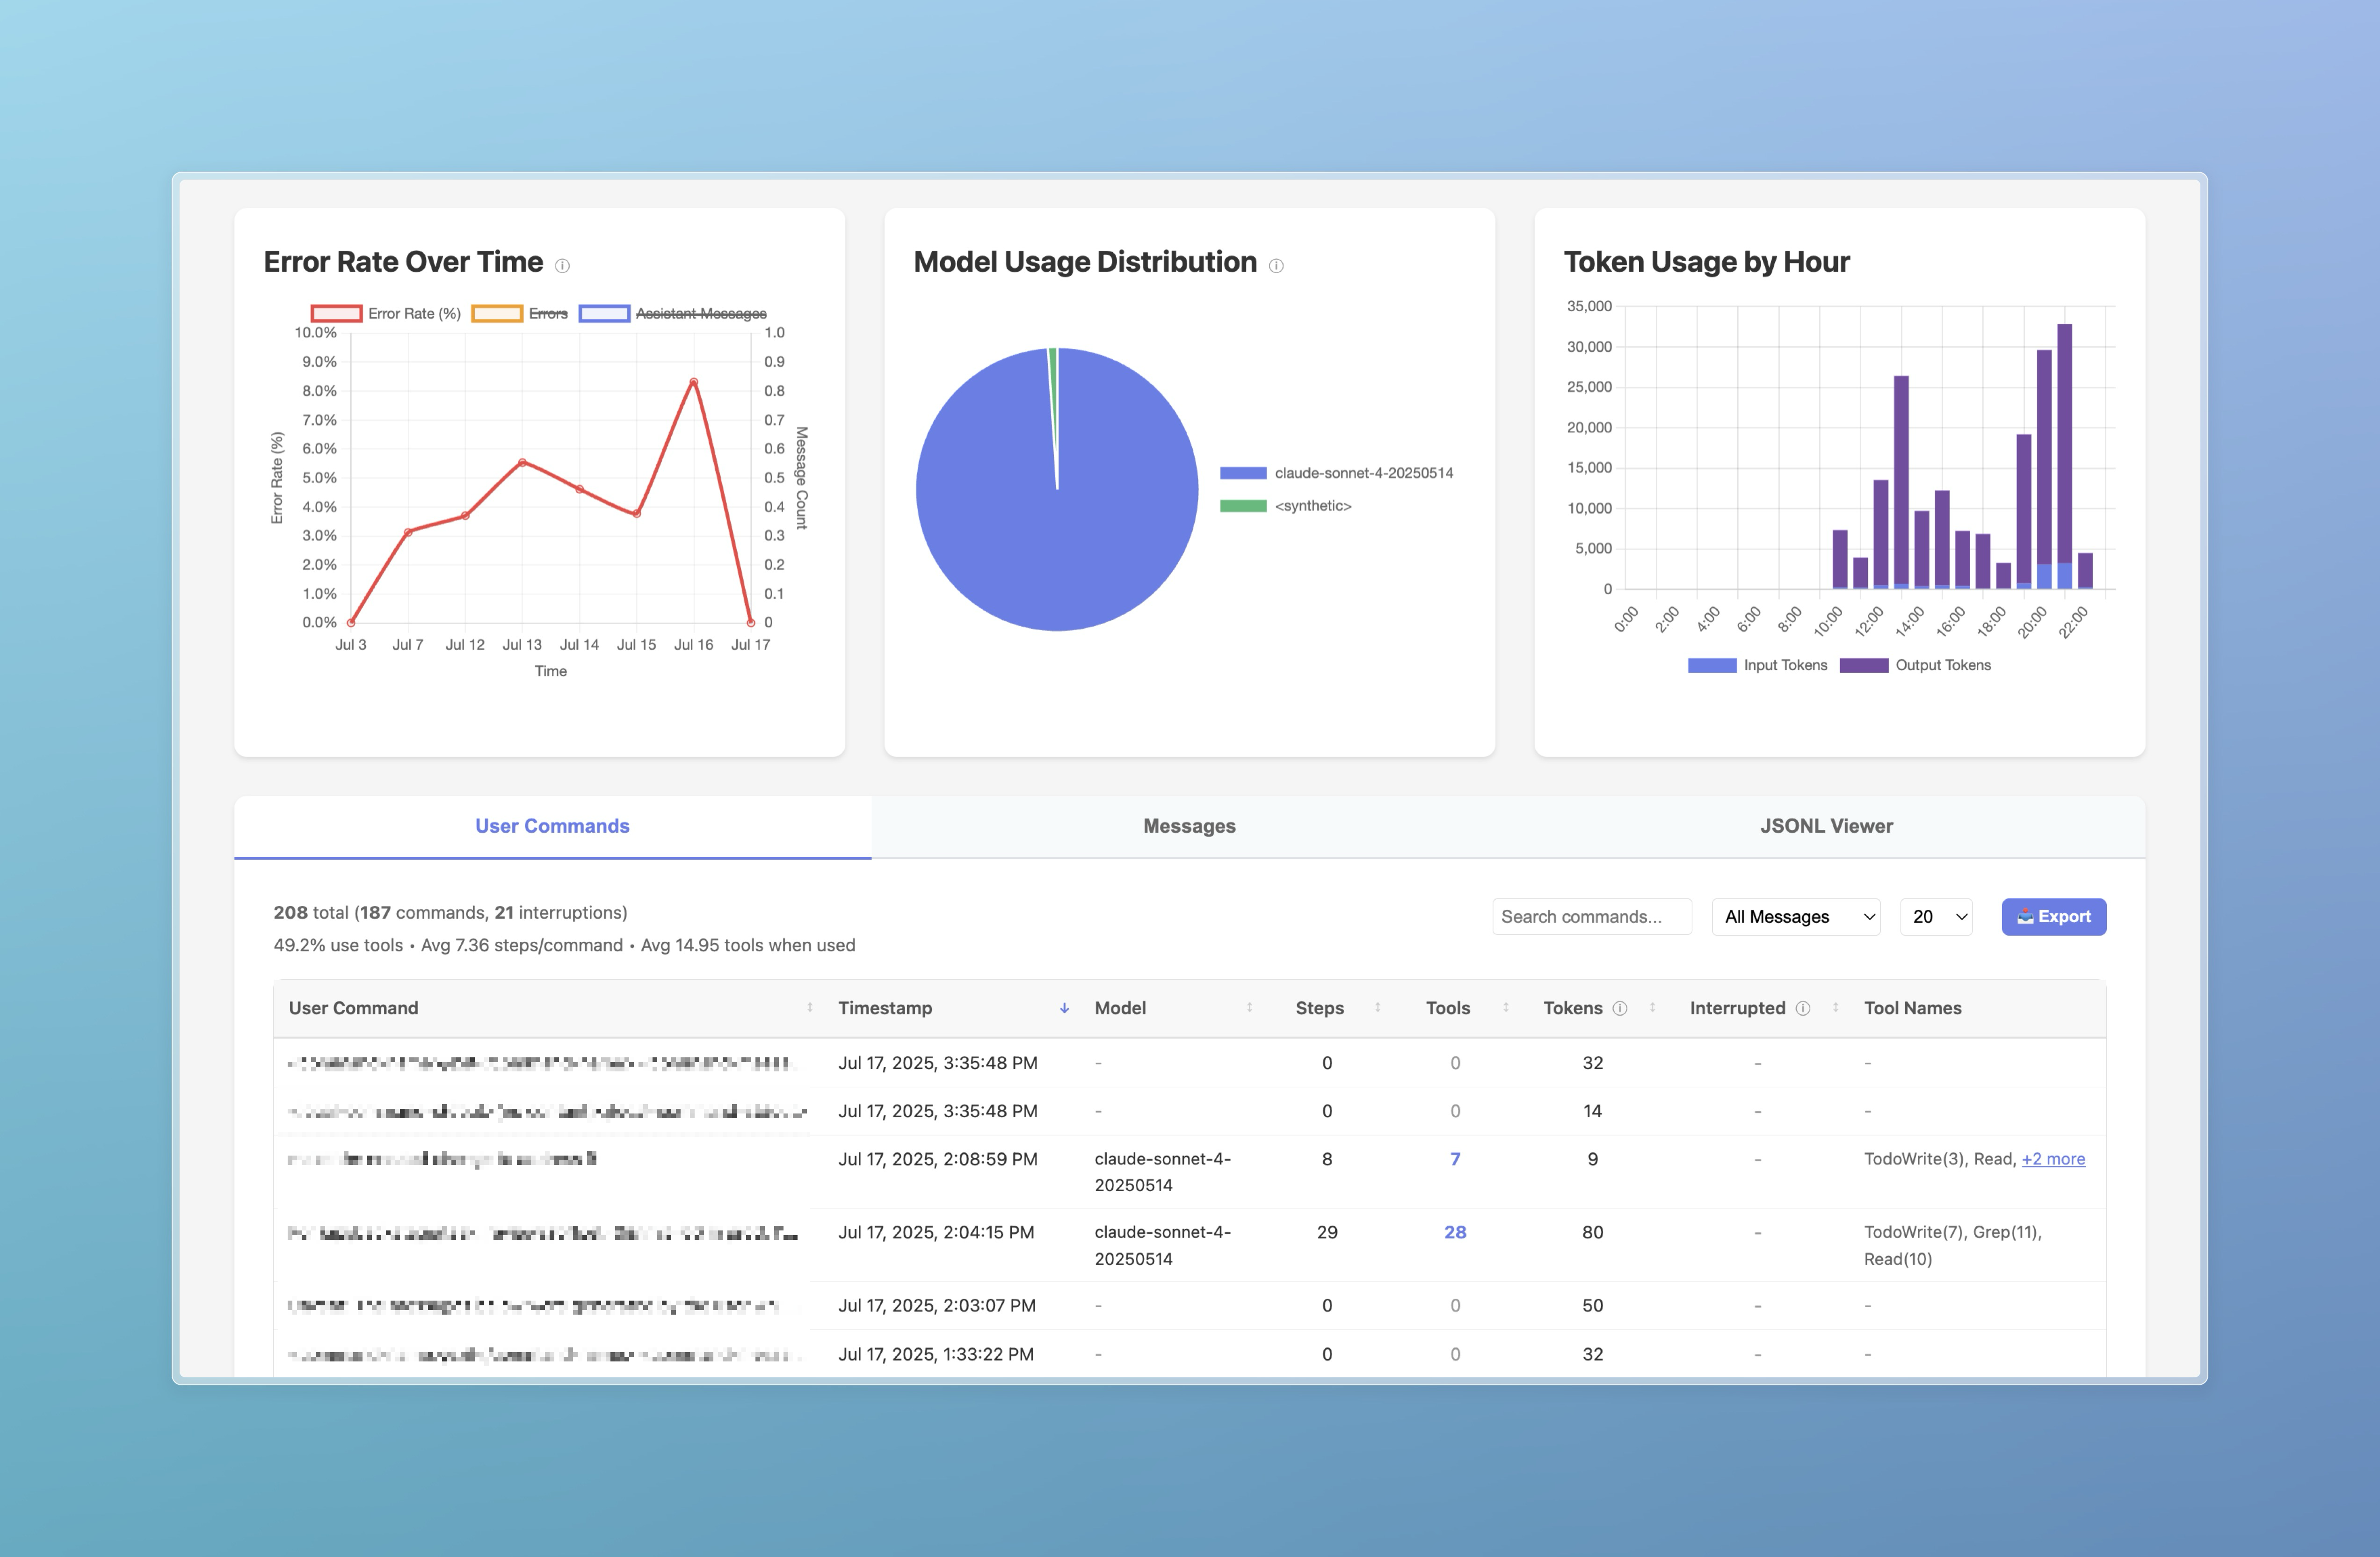 Error Rate Over Time
Error Rate (%) Errors Assistant Messages
10.0%
9.0%
8.0%
7.0%
6.0%
5.0%
4.0%
3.0%
2.0%
1.0%
0.0%
Error Rate (%)
1.0
0.9
0.8
0.7
0.6
0.5
0.4
0.3
0.2
0.1
0
Message Count
Jul 3 Jul 7 Jul 12 Jul 13 Jul 14 Jul 15 Jul 16 Jul 17
Time
Model Usage Distribution
claude-sonnet-4-20250514
<synthetic>
Token Usage by Hour
35,000
30,000
25,000
20,000
15,000
10,000
5,000
0
0:00 2:00 4:00 6:00 8:00 10:00 12:00 14:00 16:00 18:00 20:00 22:00
Input Tokens Output Tokens
User Commands Messages JSONL Viewer
208 total (187 commands, 21 interruptions)
49.2% use tools • Avg 7.36 steps/command • Avg 14.95 tools when used
Search commands... All Messages 20 Export
User Command Timestamp Model Steps Tools Tokens Interrupted Tool Names
Jul 17, 2025, 3:35:48 PM - 0 0 32 - -
Jul 17, 2025, 3:35:48 PM - 0 0 14 - -
Jul 17, 2025, 2:08:59 PM claude-sonnet-4- 8 7 9 - TodoWrite(3), Read, +2 more
20250514
Jul 17, 2025, 2:04:15 PM claude-sonnet-4- 29 28 80 - TodoWrite(7), Grep(11),
20250514 Read(10)
Jul 17, 2025, 2:03:07 PM - 0 0 50 - -
Jul 17, 2025, 1:33:22 PM - 0 0 32 - -